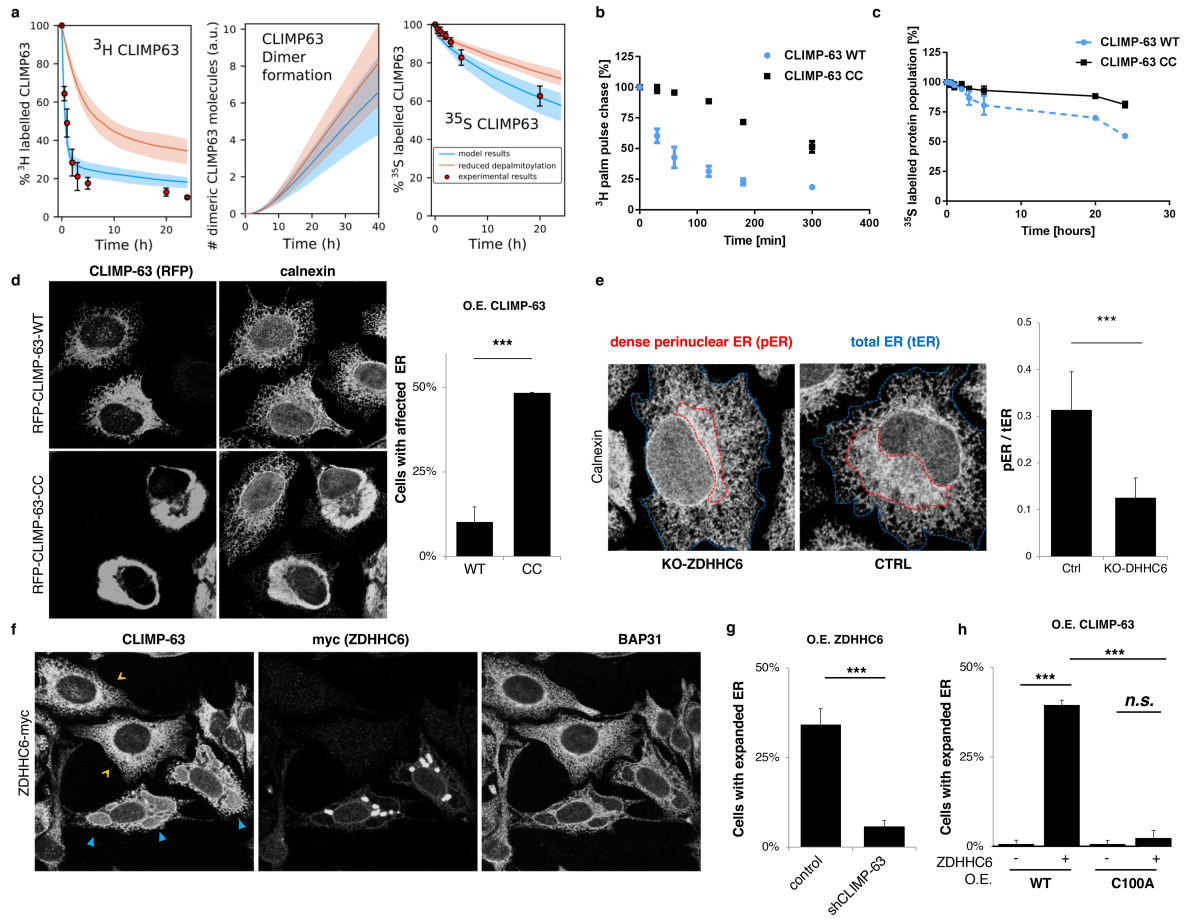 a
% ³H labelled CLIMP63
100
80
60
40
20
0
³H CLIMP63
0
10
20
Time (h)
# dimeric CLIMP63 molecules (a.u.)
10
8
6
4
2
0
CLIMP63
Dimer
formation
0
10
20
30
40
Time (h)
% ³⁵S labelled CLIMP63
100
80
60
40
20
0
³⁵S CLIMP63
model results
reduced depalmitoylation
experimental results
0
10
20
Time (h)
b
³H palm pulse chase [%]
125
100
75
50
25
0
CLIMP-63 WT
CLIMP-63 CC
0
100
200
300
400
Time [min]
c
³⁵S labelled protein population [%]
125
100
75
50
25
0
CLIMP-63 WT
CLIMP-63 CC
0
10
20
30
Time [hours]
d
CLIMP-63 (RFP)
calnexin
RFP-CLIMP-63-WT
RFP-CLIMP-63-CC
O.E. CLIMP-63
Cells with affected ER
50%
25%
0%
***
WT
CC
e
dense perinuclear ER (pER)
total ER (tER)
Calnexin
KO-ZDHHC6
CTRL
pER / tER
0.5
0.4
0.3
0.2
0.1
0
***
Ctrl
KO-DHHC6
f
CLIMP-63
myc (ZDHHC6)
BAP31
ZDHHC6-myc
g
O.E. ZDHHC6
Cells with expanded ER
50%
25%
0%
***
control
shCLIMP-63
h
O.E. CLIMP-63
Cells with expanded ER
50%
25%
0%
***
***
n.s.
ZDHHC6 - + - +
O.E.
WT
C100A